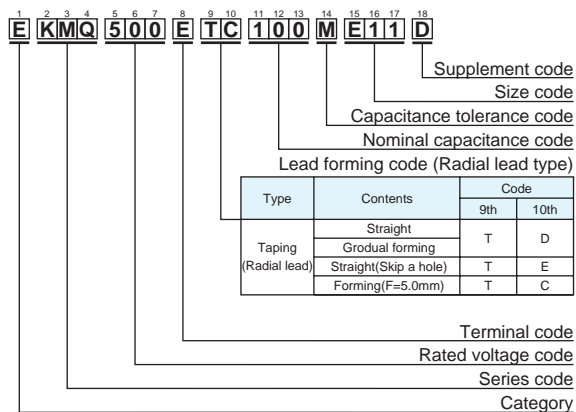 1 2 3 4 5 6 7 8 9 10 11 12 13 14 15 16 17 18
E KMQ 500 E TC 100 M E11 D
Supplement code
Size code
Capacitance tolerance code
Nominal capacitance code
Lead forming code (Radial lead type)
Type Contents Code
9th 10th
Taping
(Radial lead)
Straight
Grodual forming
T D
Straight(Skip a hole) T E
Forming(F=5.0mm) T C
Terminal code
Rated voltage code
Series code
Category